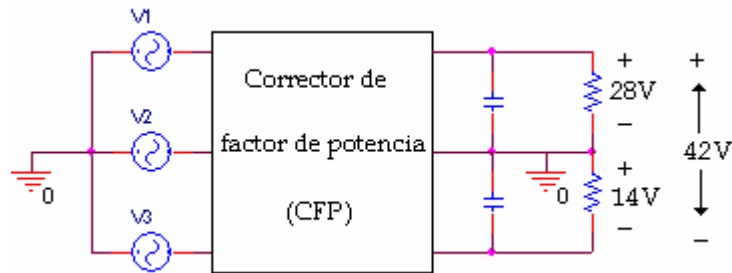 V1
Corrector de
factor de potencia
(CFP)
V2
V3
0
0
+
28V
−
+
14V
−
+
42V
−